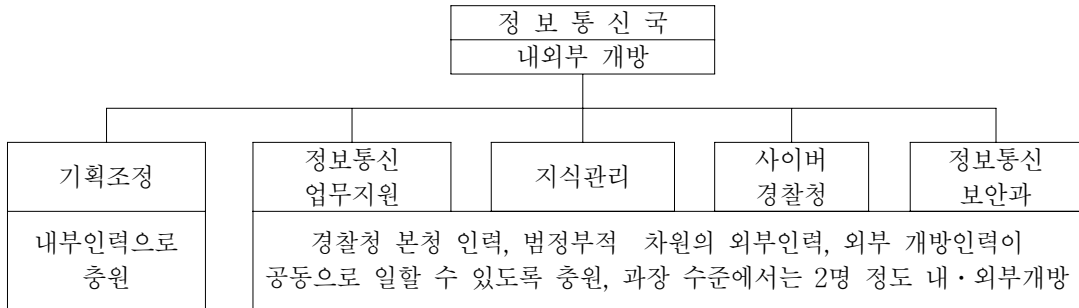 정 보 통 신 국
내외부 개방
기획조정
정보통신
업무지원
지식관리
사이버
경찰청
정보통신
보안과
내부인력으로
충원
경찰청 본청 인력, 범정부적 차원의 외부인력, 외부 개방인력이
공동으로 일할 수 있도록 충원, 과장 수준에서는 2명 정도 내·외부개방